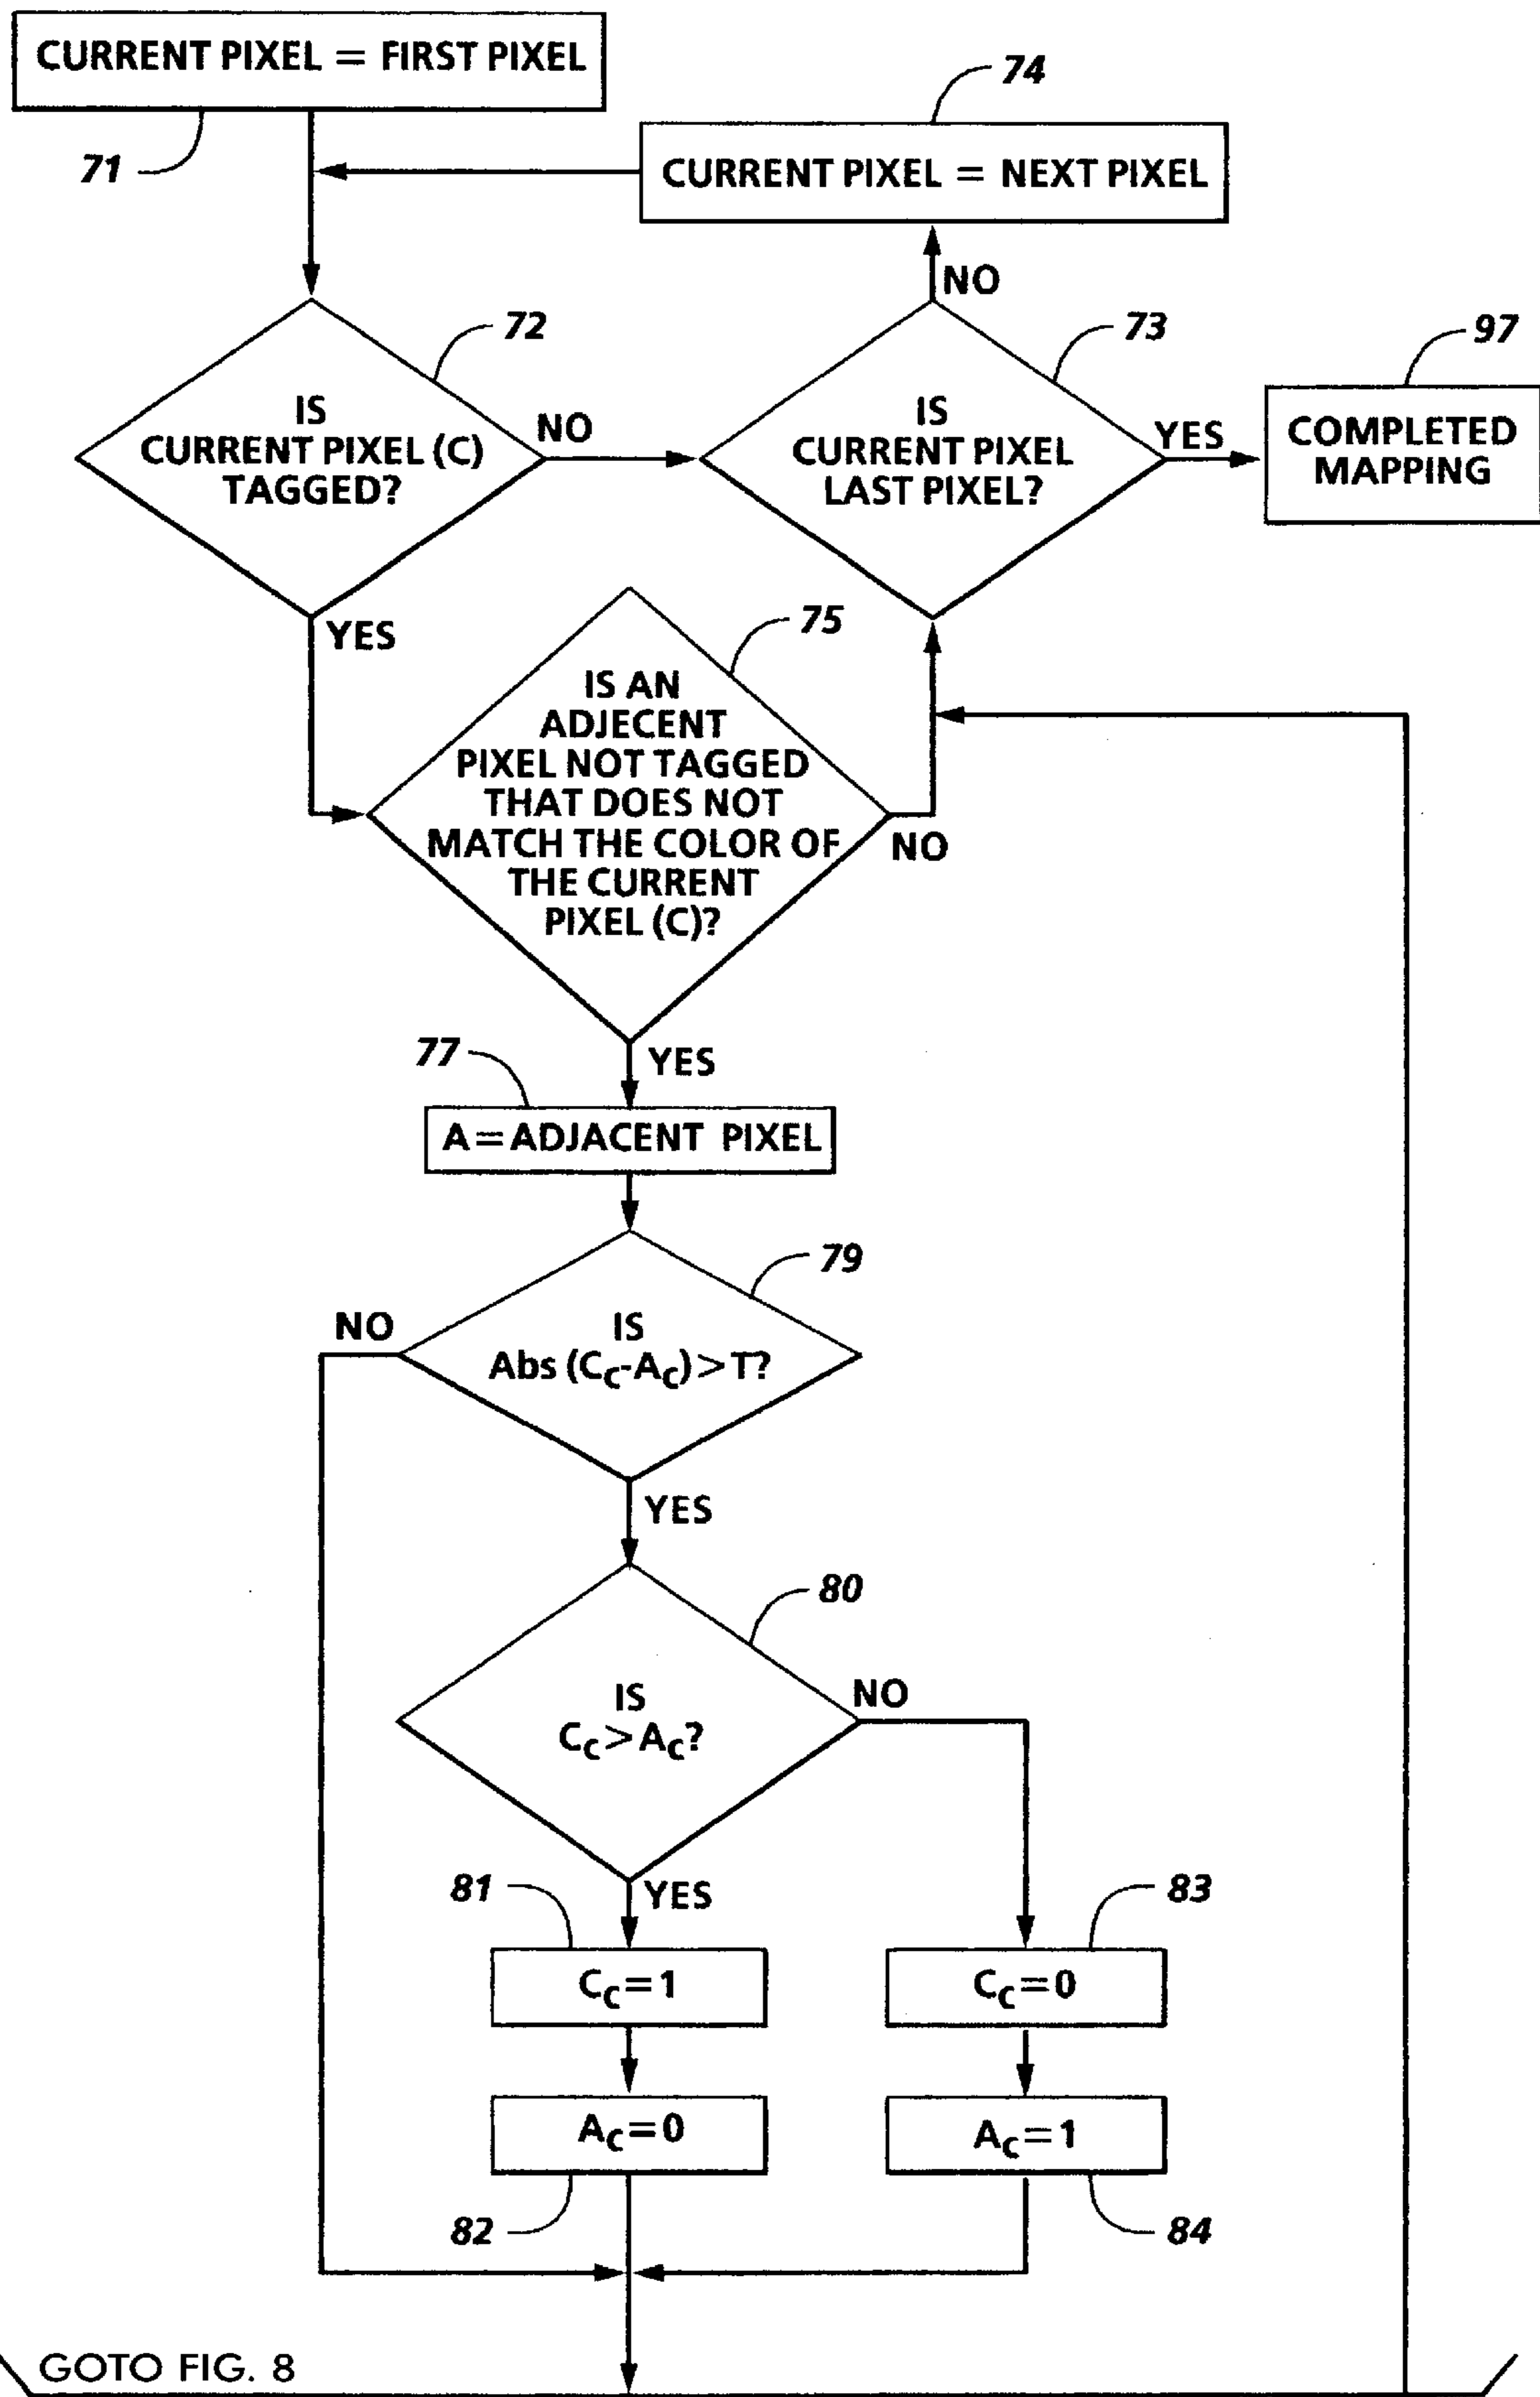 CURRENT PIXEL = FIRST PIXEL
71
74
CURRENT PIXEL = NEXT PIXEL
NO
72
IS
CURRENT PIXEL (C)
TAGGED?
NO
YES
73
IS
CURRENT PIXEL
LAST PIXEL?
YES
97
COMPLETED
MAPPING
75
IS AN
ADJECENT
PIXEL NOT TAGGED
THAT DOES NOT
MATCH THE COLOR OF
THE CURRENT
PIXEL (C)?
NO
YES
77
A=ADJACENT PIXEL
79
IS
Abs (Cc-Ac)>T?
NO
YES
80
IS
Cc>Ac?
NO
YES
81
Cc=1
83
Cc=0
Ac=0
82
Ac=1
84
GOTO FIG. 8